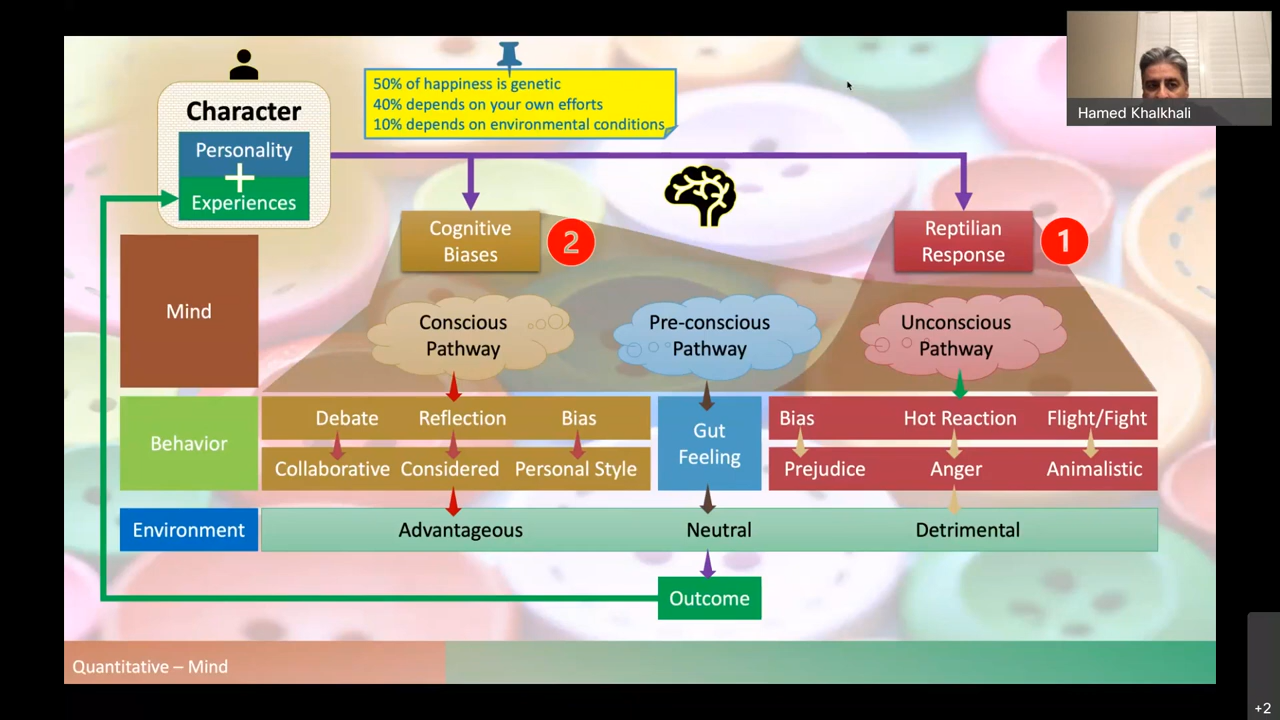 Hamed Khalkhali
50% of happiness is genetic
40% depends on your own efforts
10% depends on environmental conditions
Character
Personality
+
Experiences
Cognitive
Biases
2
Reptilian
Response
1
Mind
Conscious
Pathway
Pre-conscious
Pathway
Unconscious
Pathway
Behavior
Debate Reflection Bias
Collaborative Considered Personal Style
Gut
Feeling
Bias Hot Reaction Flight/Fight
Prejudice Anger Animalistic
Environment
Advantageous Neutral Detrimental
Outcome
Quantitative – Mind
+2